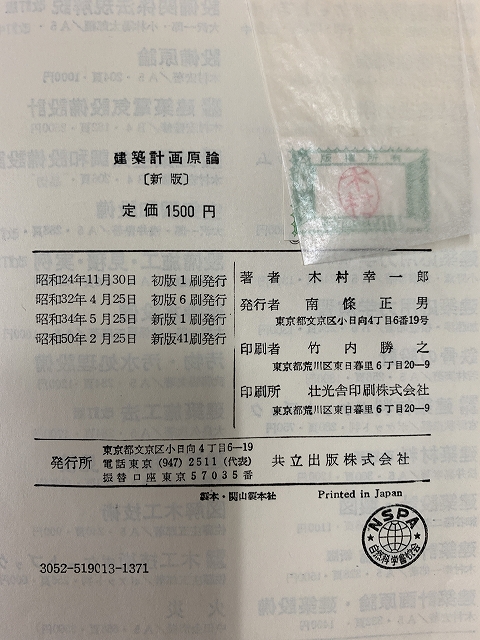 建築計画原論
〔新版〕
定価 1500 円
昭和24年11月30日 初版1刷発行
昭和32年4月25日 初版6刷発行
昭和34年5月25日 新版1刷発行
昭和50年2月25日 新版41刷発行
著者 木村幸一郎
発行者 南條正男
東京都文京区小日向4丁目6番19号
印刷者 竹内勝之
東京都荒川区東日暮里6丁目20—9
印刷所 壮光舎印刷株式会社
東京都荒川区東日暮里6丁目20—9
発行所
東京都文京区小日向4丁目6—19
電話東京 (947) 2511 (代表)
振替口座東京 57035 番
共立出版株式会社
製本・関山製本社 Printed in Japan
NSPA
自然科学書協会
3052-519013-1371